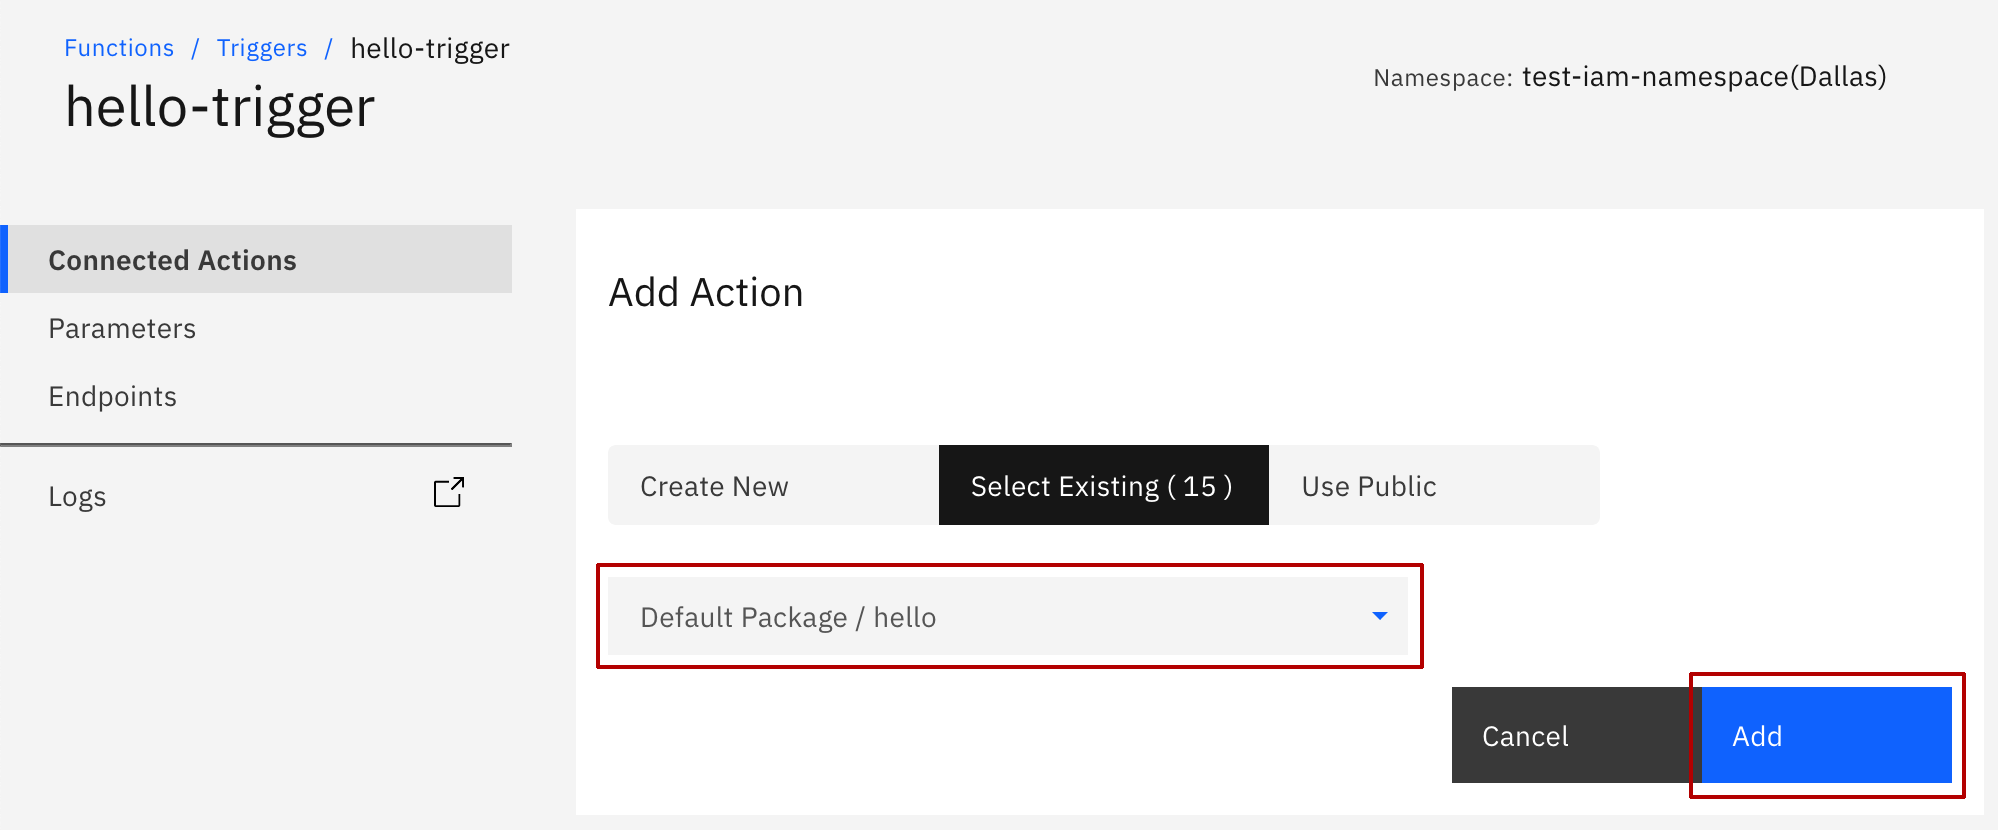 Functions / Triggers / hello-trigger
hello-trigger
Namespace: test-iam-namespace(Dallas)
Connected Actions
Parameters
Endpoints
Logs
Add Action
Create New
Select Existing ( 15 )
Use Public
Default Package / hello
Cancel
Add